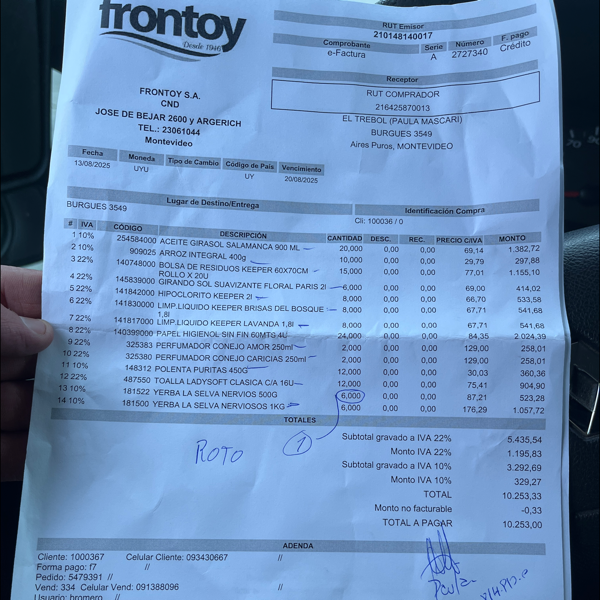 frontoy
Desde 1946
FRONTOY S.A.
CND
JOSE DE BEJAR 2600 y ARGERICH
TEL.: 23061044
Montevideo
RUT Emisor
210148140017
Comprobante Serie Número F. pago
e-Factura A 2727340 Crédito
Receptor
RUT COMPRADOR
216425870013
EL TREBOL (PAULA MASCARI)
BURGUES 3549
Aires Puros, MONTEVIDEO
Fecha Moneda Tipo de Cambio Código de País Vencimiento
13/08/2025 UYU UY 20/08/2025
Lugar de Destino/Entrega Identificación Compra
BURGUES 3549 Cli: 100036 / 0
# IVA CÓDIGO DESCRIPCIÓN CANTIDAD DESC. REC. PRECIO C/IVA MONTO
1 10% 254584000 ACEITE GIRASOL SALAMANCA 900 ML 20,000 0,00 0,00 69,14 1.382,72
2 10% 909025 ARROZ INTEGRAL 400g 10,000 0,00 0,00 29,79 297,88
3 22% 140748000 BOLSA DE RESIDUOS KEEPER 60X70CM ROLLO X 20U 15,000 0,00 0,00 77,01 1.155,10
4 22% 145839000 GIRANDO SOL SUAVIZANTE FLORAL PARIS 2l 6,000 0,00 0,00 69,00 414,02
5 22% 141842000 HIPOCLORITO KEEPER 2l 8,000 0,00 0,00 66,70 533,58
6 22% 141830000 LIMP.LIQUIDO KEEPER BRISAS DEL BOSQUE 1,8l 8,000 0,00 0,00 67,71 541,68
7 22% 141817000 LIMP.LIQUIDO KEEPER LAVANDA 1,8l 8,000 0,00 0,00 67,71 541,68
8 22% 140399000 PAPEL HIGIENOL SIN FIN 60MTS 4U 24,000 0,00 0,00 84,35 2.024,39
9 22% 325383 PERFUMADOR CONEJO AMOR 250ml 2,000 0,00 0,00 129,00 258,01
10 22% 325380 PERFUMADOR CONEJO CARICIAS 250ml 2,000 0,00 0,00 129,00 258,01
11 10% 148312 POLENTA PURITAS 450G 12,000 0,00 0,00 30,03 360,36
12 22% 487550 TOALLA LADYSOFT CLASICA C/A 16U 12,000 0,00 0,00 75,41 904,90
13 10% 181522 YERBA LA SELVA NERVIOS 500G 6,000 0,00 0,00 87,21 523,28
14 10% 181500 YERBA LA SELVA NERVIOSOS 1KG 6,000 0,00 0,00 176,29 1.057,72
TOTALES
ROTO 1
Subtotal gravado a IVA 22% 5.435,54
Monto IVA 22% 1.195,83
Subtotal gravado a IVA 10% 3.292,69
Monto IVA 10% 329,27
TOTAL 10.253,33
Monto no facturable -0,33
TOTAL A PAGAR 10.253,00
ADENDA
Cliente: 1000367 Celular Cliente: 093430667 //
Forma pago: f7 //
Pedido: 5479391 //
Vend: 334 Celular Vend: 091388096 //
Usuario: bromero //